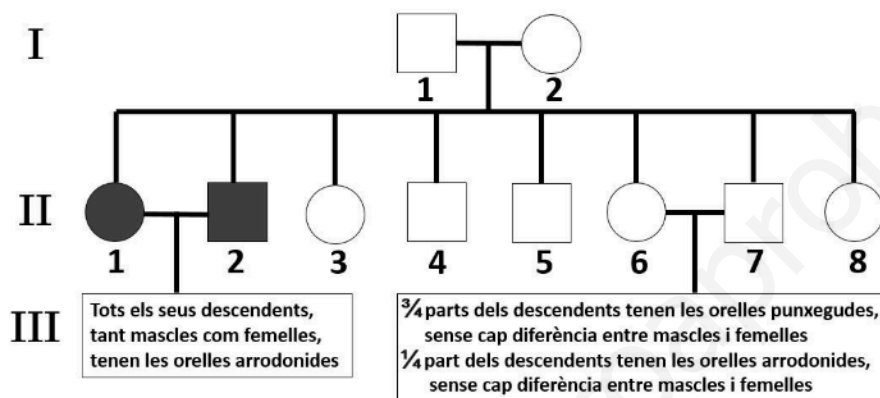 I
1 2
II
1 2 3 4 5 6 7 8
III
Tots els seus descendents,
tant mascles com femelles,
tenen les orelles arrodonides
¾ parts dels descendents tenen les orelles punxegudes,
sense cap diferència entre mascles i femelles
¼ part dels descendents tenen les orelles arrodonides,
sense cap diferència entre mascles i femelles